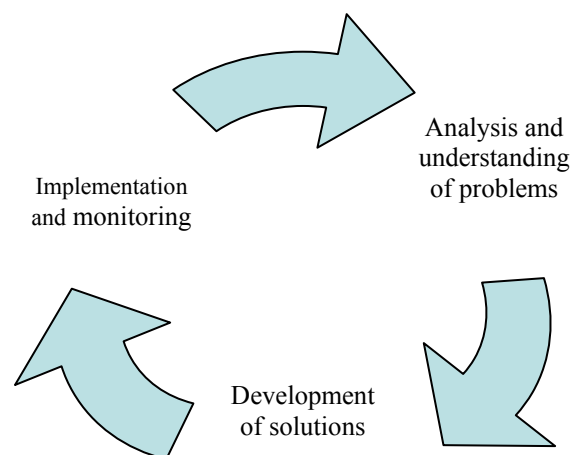 Analysis and
understanding
of problems
Implementation
and monitoring
Development
of solutions